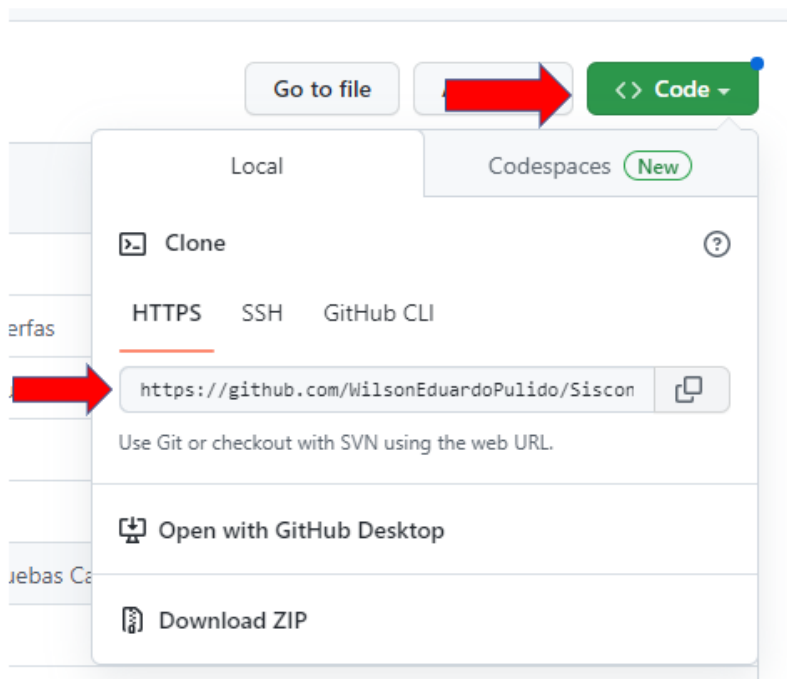 Go to file
Code
Local
Codespaces New
Clone
HTTPS SSH GitHub CLI
erfas
https://github.com/WilsonEduardoPulido/Siscon
Use Git or checkout with SVN using the web URL.
Open with GitHub Desktop
uebas Ca
Download ZIP